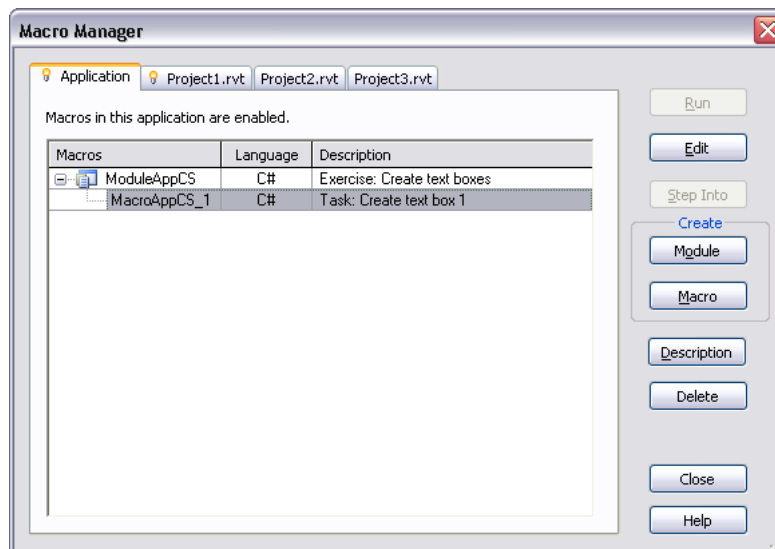 Macro Manager
Application Project1.rvt Project2.rvt Project3.rvt
Macros in this application are enabled.
Macros Language Description
ModuleAppCS C# Exercise: Create text boxes
MacroAppCS_1 C# Task: Create text box 1
Run
Edit
Step Into
Create
Module
Macro
Description
Delete
Close
Help